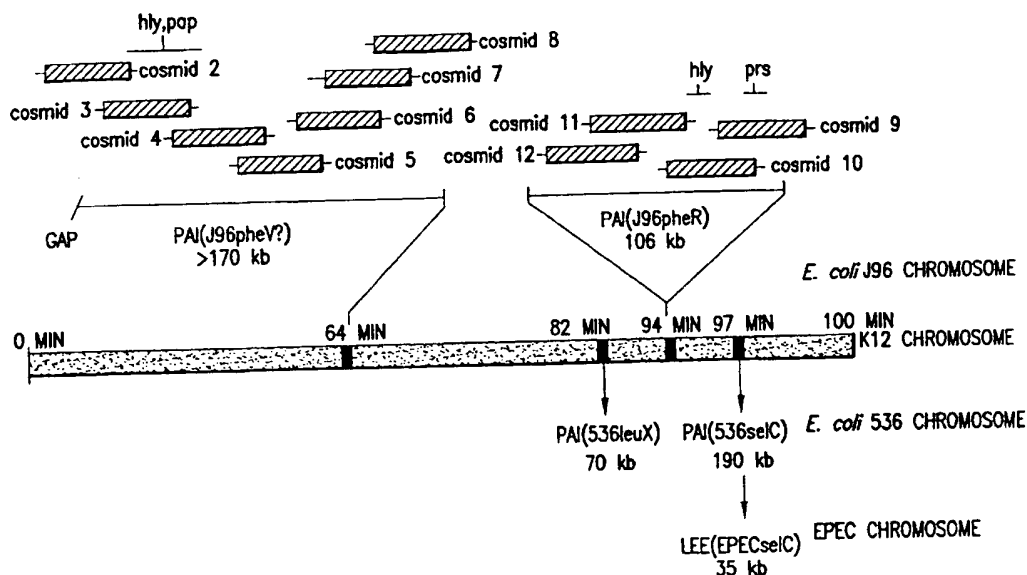 hly,pap
cosmid 8
cosmid 2
cosmid 7
hly
prs
cosmid 3
cosmid 6
cosmid 11
cosmid 9
cosmid 4
cosmid 5
cosmid 12
cosmid 10
GAP
PAI(J96pheV?)
>170 kb
PAI(J96pheR)
106 kb
E. coli J96 CHROMOSOME
0 MIN
64 MIN
82 MIN
94 MIN
97 MIN
100 MIN
K12 CHROMOSOME
PAI(536leuX)
70 kb
PAI(536selC)
190 kb
E. coli 536 CHROMOSOME
LEE(EPECselC)
35 kb
EPEC CHROMOSOME